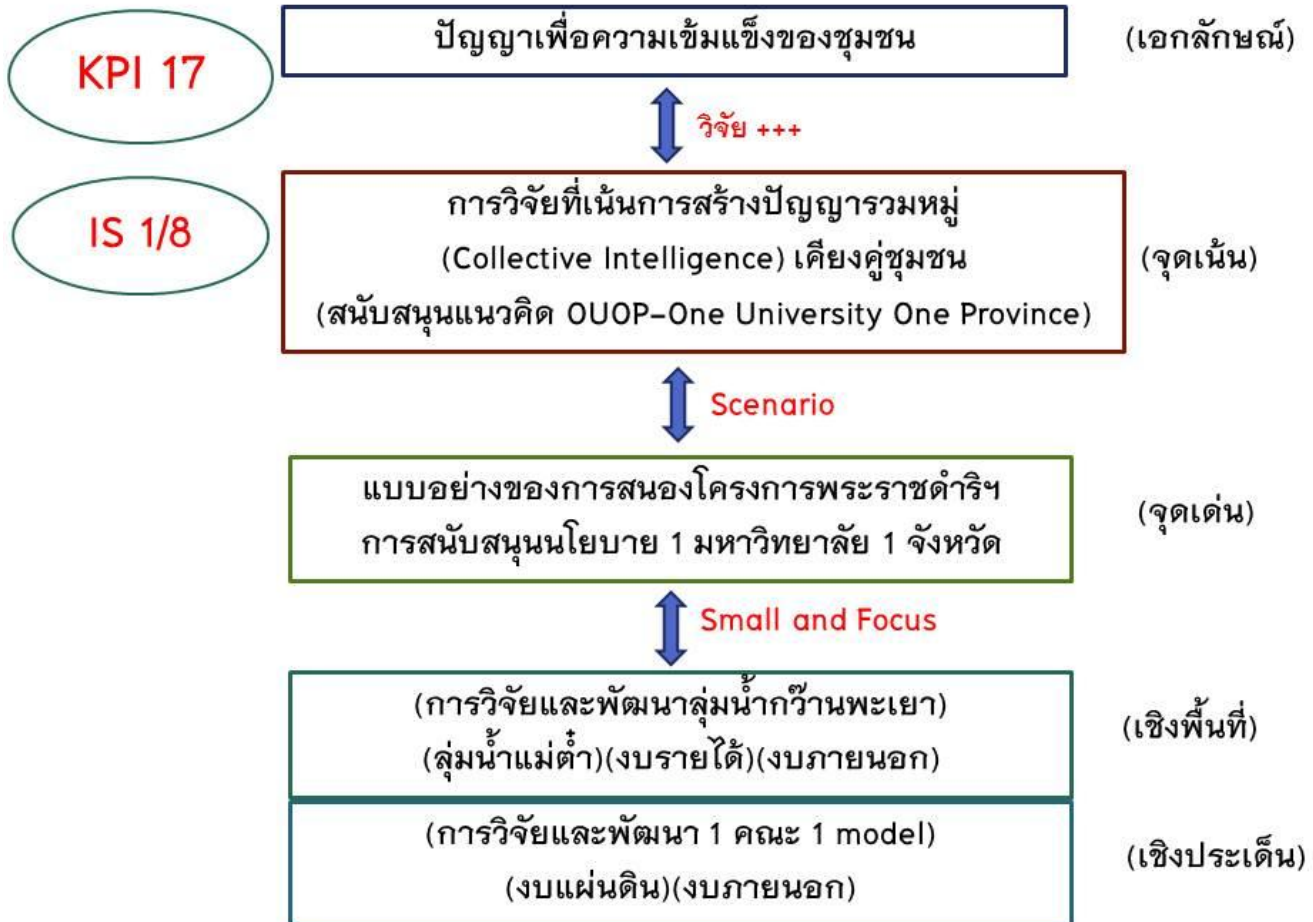 KPI 17
ปัญญาเพื่อความเข้มแข็งของชุมชน
(เอกลักษณ์)
วิจัย +++
IS 1/8
การวิจัยที่เน้นการสร้างปัญญารวมหมู่
(Collective Intelligence) เคียงคู่ชุมชน
(สนับสนุนแนวคิด OUOP-One University One Province)
(จุดเน้น)
Scenario
แบบอย่างของการสนองโครงการพระราชดำริฯ
การสนับสนุนนโยบาย 1 มหาวิทยาลัย 1 จังหวัด
(จุดเด่น)
Small and Focus
(การวิจัยและพัฒนาลุ่มน้ำกว๊านพะเยา)
(ลุ่มน้ำแม่ต๋ำ)(งบรายได้)(งบภายนอก)
(เชิงพื้นที่)
(การวิจัยและพัฒนา 1 คณะ 1 model)
(งบแผ่นดิน)(งบภายนอก)
(เชิงประเด็น)